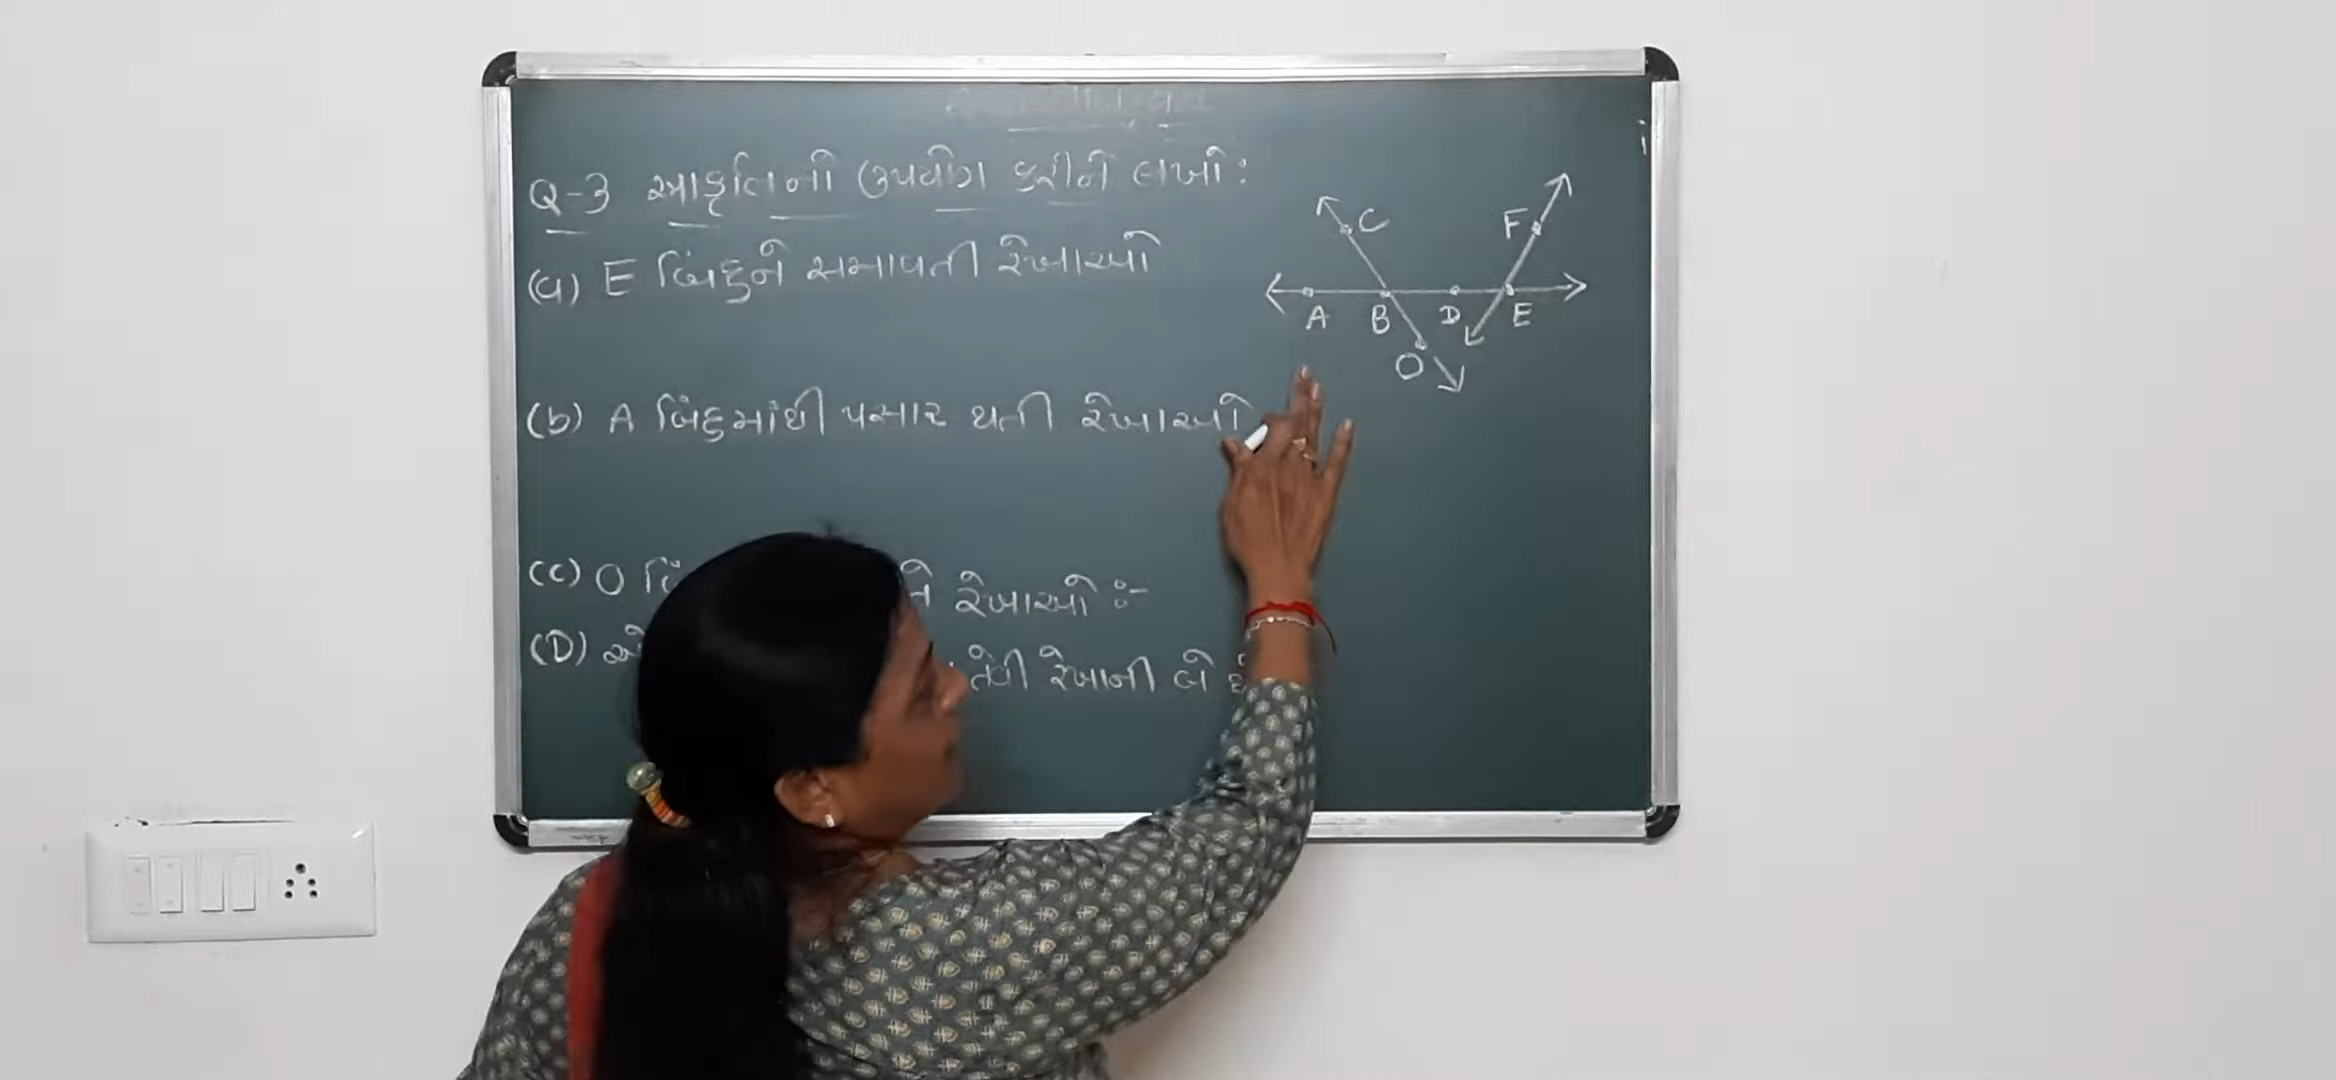 Q-3 આકૃતિનો ઉપયોગ કરીને લખો:
(a) E બિંદુને સમાવતી રેખાઓ
(b) A બિંદુમાંથી પસાર થતી રેખાઓ
(c) O રેખાઓ :-
(D) તેવી રેખાની બે
C
F
A B D E
O